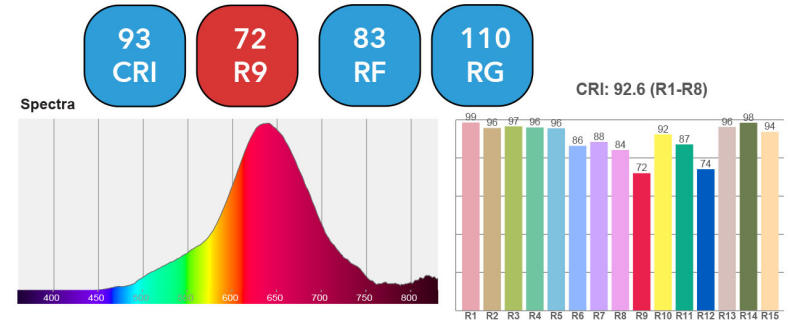 93
CRI
72
R9
83
RF
110
RG
CRI: 92.6 (R1-R8)
Spectra
99 96 97 96 96 86 88 84 72 92 87 74 96 98 94
400 450 500 550 600 650 700 750 800
R1 R2 R3 R4 R5 R6 R7 R8 R9 R10 R11 R12 R13 R14 R15